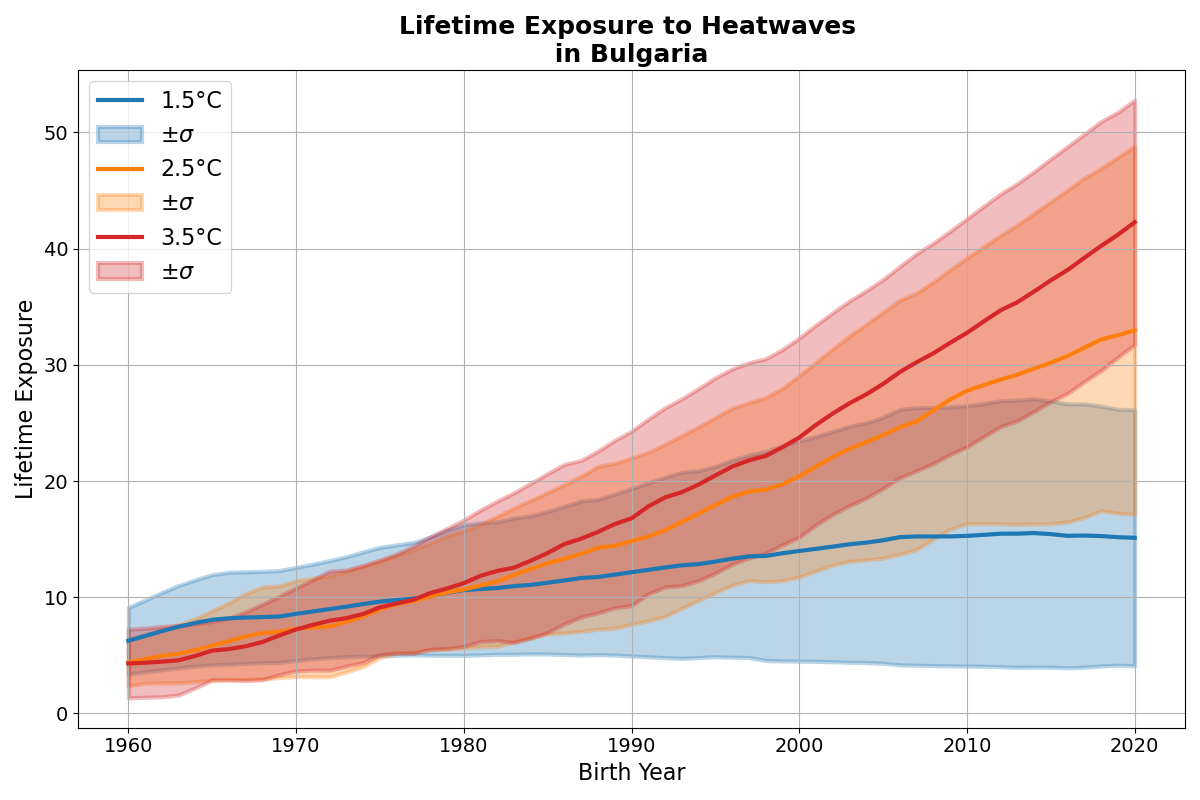 Lifetime Exposure to Heatwaves
in Bulgaria
1.5°C
±σ
2.5°C
±σ
3.5°C
±σ
Lifetime Exposure
50
40
30
20
10
0
1960 1970 1980 1990 2000 2010 2020
Birth Year